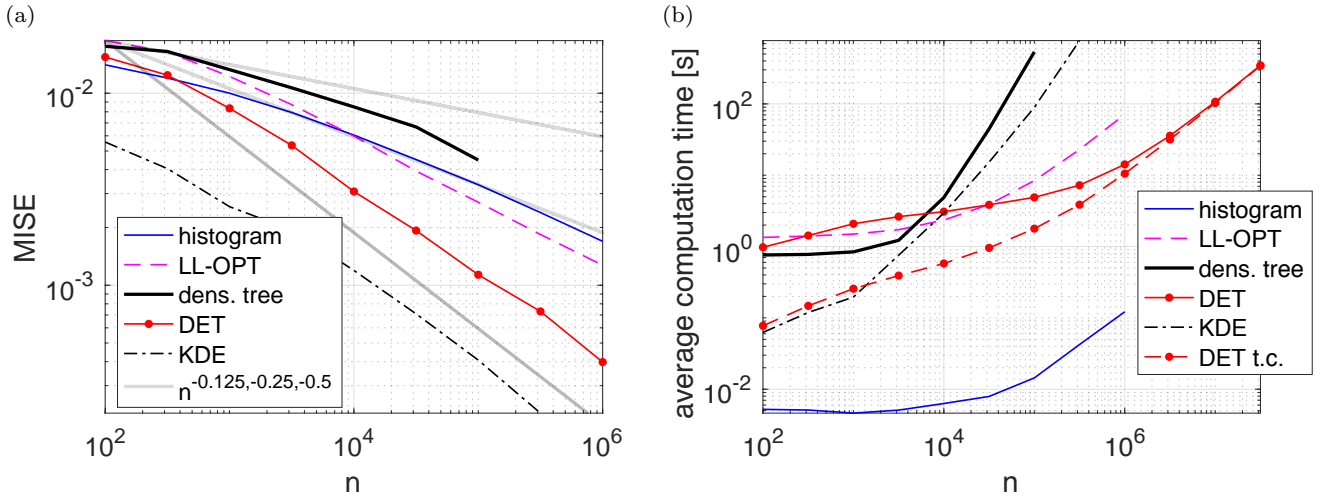 (a)
MISE
10^-2
10^-3
histogram
LL-OPT
dens. tree
DET
KDE
n^-0.125,-0.25,-0.5
10^2 10^4 10^6
n
(b)
average computation time [s]
10^2
10^0
10^-2
histogram
LL-OPT
dens. tree
DET
KDE
DET t.c.
10^2 10^4 10^6
n